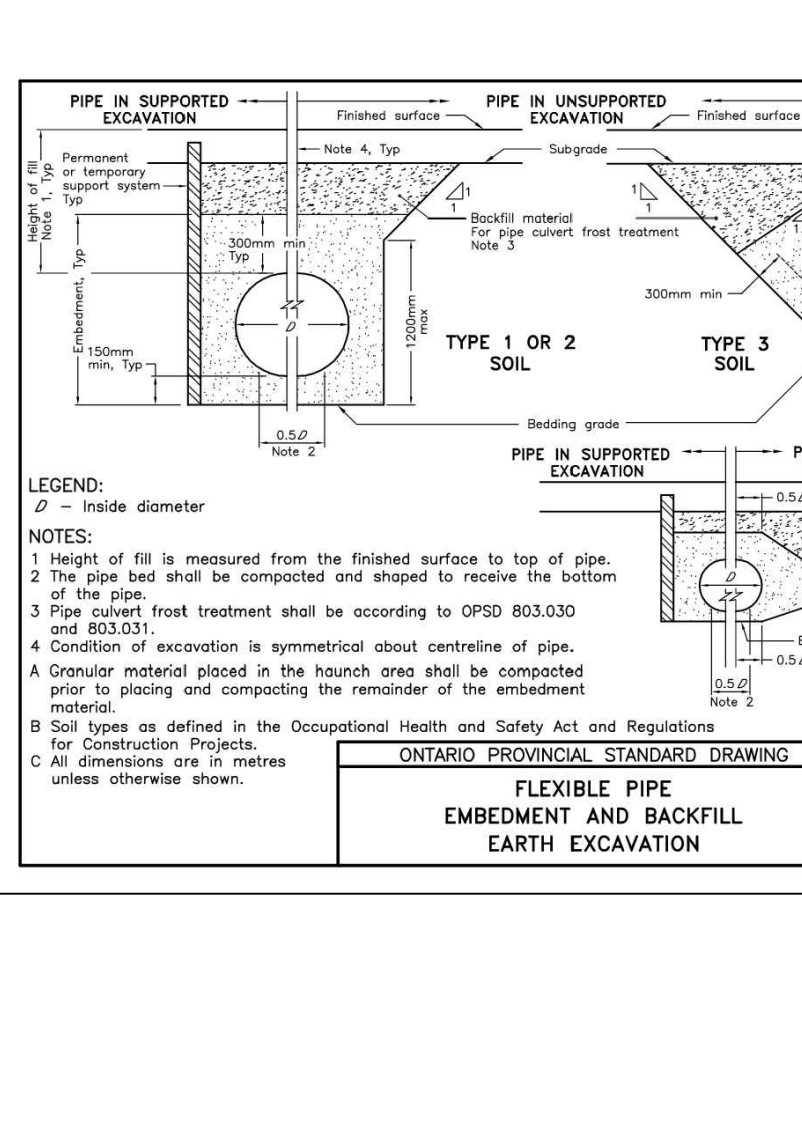 PIPE IN SUPPORTED
EXCAVATION
Finished surface
PIPE IN UNSUPPORTED
EXCAVATION
Finished surface
Height of fill
Note 1, Typ
Permanent
or temporary
support system
Typ
Note 4, Typ
Subgrade
1
1
1
1
1
Backfill material
For pipe culvert frost treatment
Note 3
300mm min
Typ
Embedment, Typ
300mm min
D
1200mm
max
TYPE 1 OR 2
SOIL
TYPE 3
SOIL
150mm
min, Typ
Bedding grade
0.5D
Note 2
PIPE IN SUPPORTED
EXCAVATION
P
0.5D
D
B
0.5D
0.5D
Note 2
LEGEND:
D – Inside diameter
NOTES:
1 Height of fill is measured from the finished surface to top of pipe.
2 The pipe bed shall be compacted and shaped to receive the bottom
of the pipe.
3 Pipe culvert frost treatment shall be according to OPSD 803.030
and 803.031.
4 Condition of excavation is symmetrical about centreline of pipe.
A Granular material placed in the haunch area shall be compacted
prior to placing and compacting the remainder of the embedment
material.
B Soil types as defined in the Occupational Health and Safety Act and Regulations
for Construction Projects.
C All dimensions are in metres
unless otherwise shown.
ONTARIO PROVINCIAL STANDARD DRAWING
FLEXIBLE PIPE
EMBEDMENT AND BACKFILL
EARTH EXCAVATION